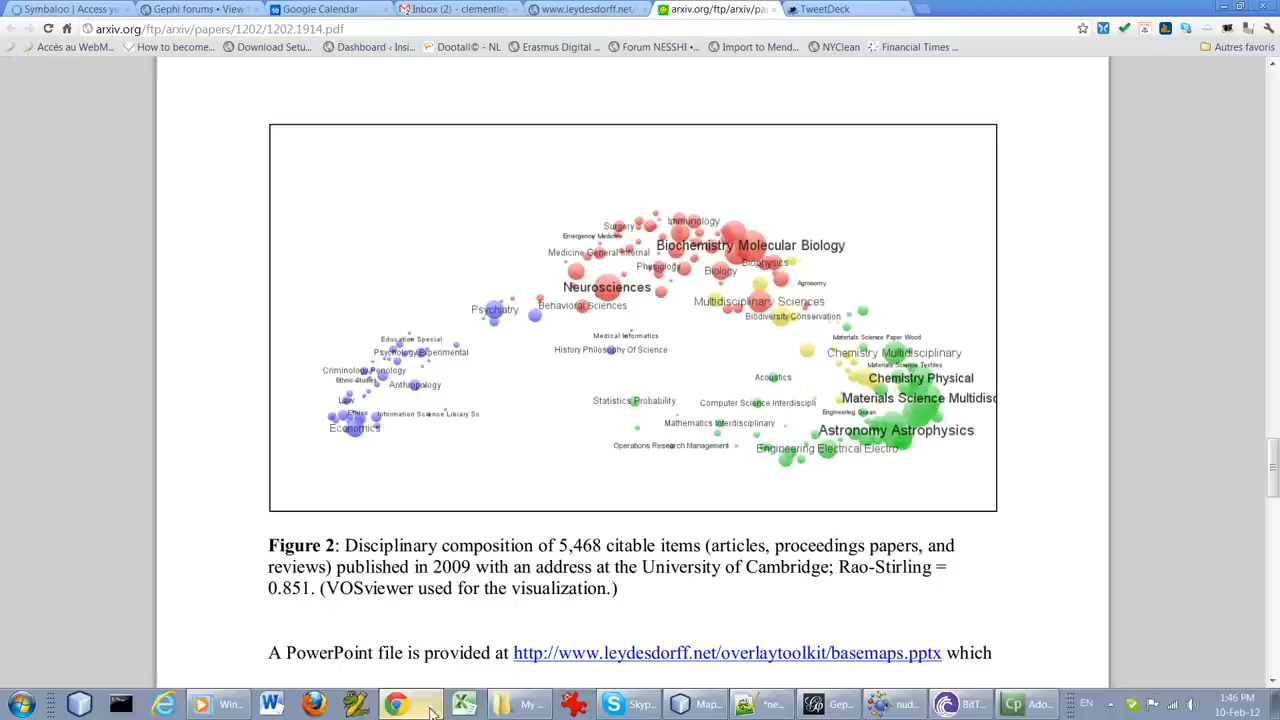 Symbaloo | Access yo
Gephi forums • View t
Google Calendar
Inbox (2) - clementles
www.leydesdorff.net/
arxiv.org/ftp/arxiv/pa
TweetDeck
arxiv.org/ftp/arxiv/papers/1202/1202.1914.pdf
Accès au WebM...
How to become...
Download Setu...
Dashboard ‹ Insi...
Dootall© - NL
Erasmus Digital ...
Forum NESSHI •...
Import to Mend...
NYClean
Financial Times ...
Autres favoris
Immunology
Surgery
Emergency Medicine
Biochemistry Molecular Biology
Medicine General Internal
Physiology
Biophysics
Biology
Neurosciences
Agronomy
Behavioral Sciences
Multidisciplinary Sciences
Psychiatry
Biodiversity Conservation
Medical Informatics
Education Special
Materials Science Paper Wood
History Philosophy Of Science
Psychology Experimental
Chemistry Multidisciplinary
Materials Science Textiles
Criminology Penology
Ethnic Studies
Acoustics
Chemistry Physical
Anthropology
Law
Statistics Probability
Computer Science Interdiscipli
Materials Science Multidisc
Ethics
Information Science Library Sc
Engineering Ocean
Economics
Mathematics Interdisciplinary
Astronomy Astrophysics
Operations Research Management
Engineering Electrical Electro
Figure 2: Disciplinary composition of 5,468 citable items (articles, proceedings papers, and
reviews) published in 2009 with an address at the University of Cambridge; Rao-Stirling =
0.851. (VOSviewer used for the visualization.)
A PowerPoint file is provided at http://www.leydesdorff.net/overlaytoolkit/basemaps.pptx which
Win...
My ...
Skyp...
Map...
*ne...
Gep...
nud...
BitT...
Ado...
EN
1:46 PM
10-Feb-12